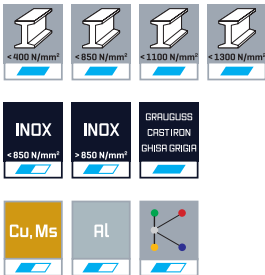 <400 N/mm²
<850 N/mm²
<1100 N/mm²
<1300 N/mm²
INOX
<850 N/mm²
INOX
>850 N/mm²
GRAUGUSS
CAST IRON
GHISA GRIGIA
Cu, Ms
Al